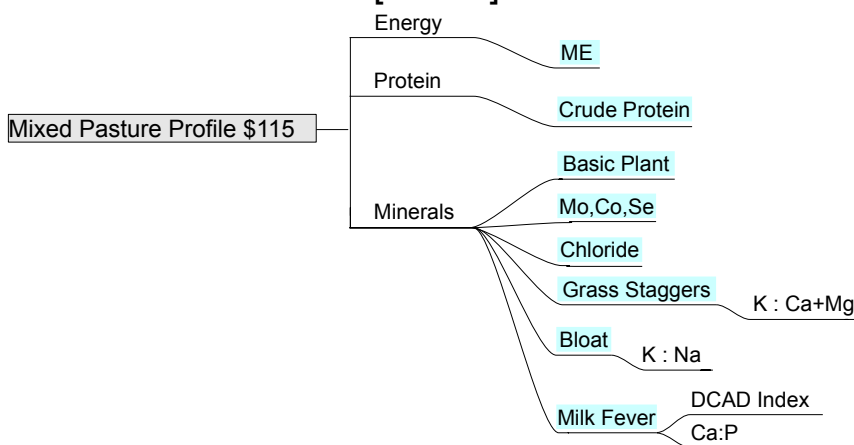 Energy
ME
Protein
Crude Protein
Mixed Pasture Profile $115
Basic Plant
Minerals
Mo,Co,Se
Chloride
Grass Staggers
K : Ca+Mg
Bloat
K : Na
Milk Fever
DCAD Index
Ca:P